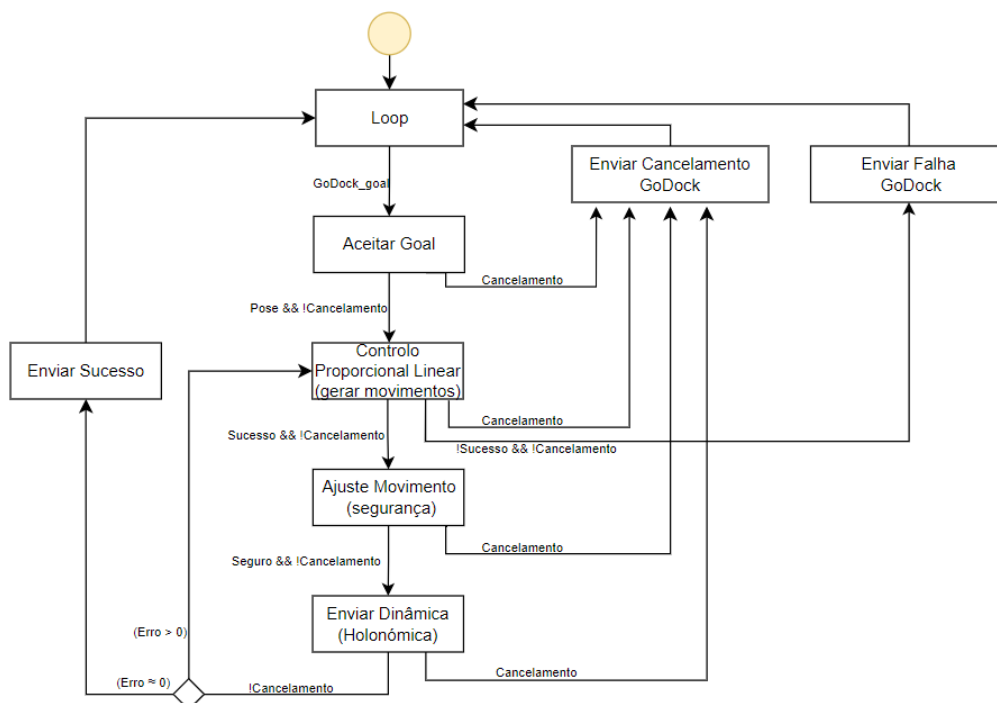 Loop
Enviar Cancelamento
GoDock
Enviar Falha
GoDock
GoDock_goal
Aceitar Goal
Cancelamento
Pose && !Cancelamento
Enviar Sucesso
Controlo
Proporcional Linear
(gerar movimentos)
Cancelamento
Sucesso && !Cancelamento
!Sucesso && !Cancelamento
Ajuste Movimento
(segurança)
Cancelamento
Seguro && !Cancelamento
Enviar Dinâmica
(Holonómica)
(Erro > 0)
Cancelamento
(Erro ≈ 0)
!Cancelamento